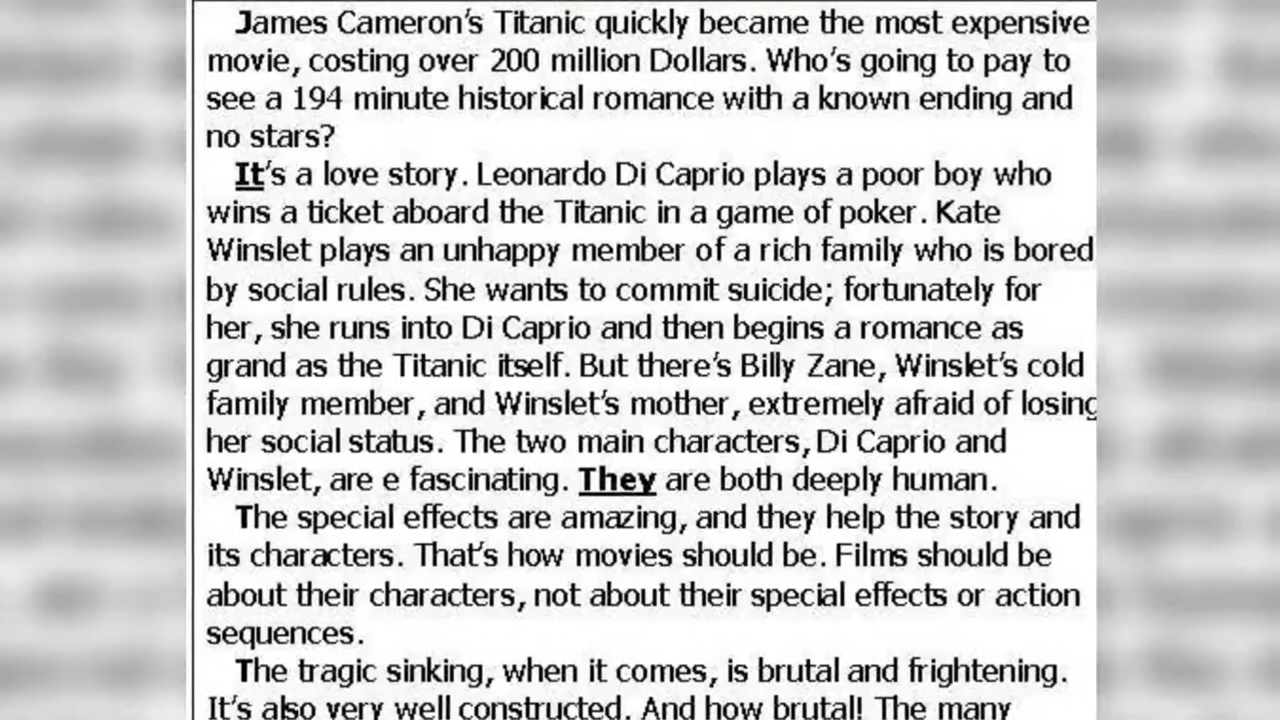 James Cameron's Titanic quickly became the most expensive
movie, costing over 200 million Dollars. Who's going to pay to
see a 194 minute historical romance with a known ending and
no stars?
It's a love story. Leonardo Di Caprio plays a poor boy who
wins a ticket aboard the Titanic in a game of poker. Kate
Winslet plays an unhappy member of a rich family who is bored
by social rules. She wants to commit suicide; fortunately for
her, she runs into Di Caprio and then begins a romance as
grand as the Titanic itself. But there's Billy Zane, Winslet's cold
family member, and Winslet's mother, extremely afraid of losing
her social status. The two main characters, Di Caprio and
Winslet, are e fascinating. They are both deeply human.
The special effects are amazing, and they help the story and
its characters. That's how movies should be. Films should be
about their characters, not about their special effects or action
sequences.
The tragic sinking, when it comes, is brutal and frightening.
It's also very well constructed. And how brutal! The many